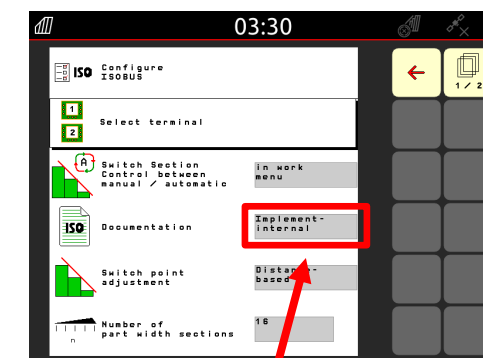 03:30
ISO Configure
ISOBUS
1 / 2
1
2
Select terminal
A
Switch Section
Control between
manual / automatic
in work
menu
ISO
Documentation
Implement-
internal
Switch point
adjustment
Distance-
based
Number of
part width sections
n
16